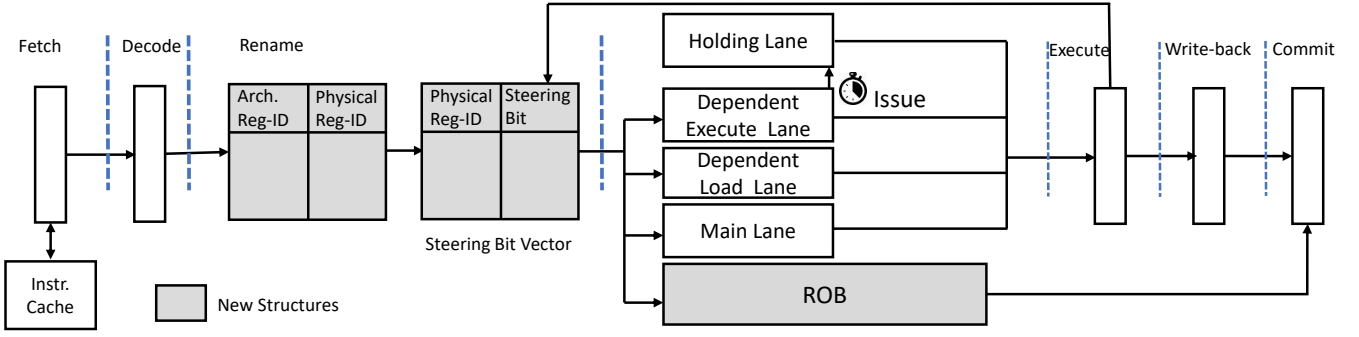 Fetch
Decode
Rename
Execute
Write-back
Commit
Arch.
Reg-ID
Physical
Reg-ID
Physical
Reg-ID
Steering
Bit
Steering Bit Vector
Holding Lane
Issue
Dependent
Execute Lane
Dependent
Load Lane
Main Lane
ROB
Instr.
Cache
New Structures